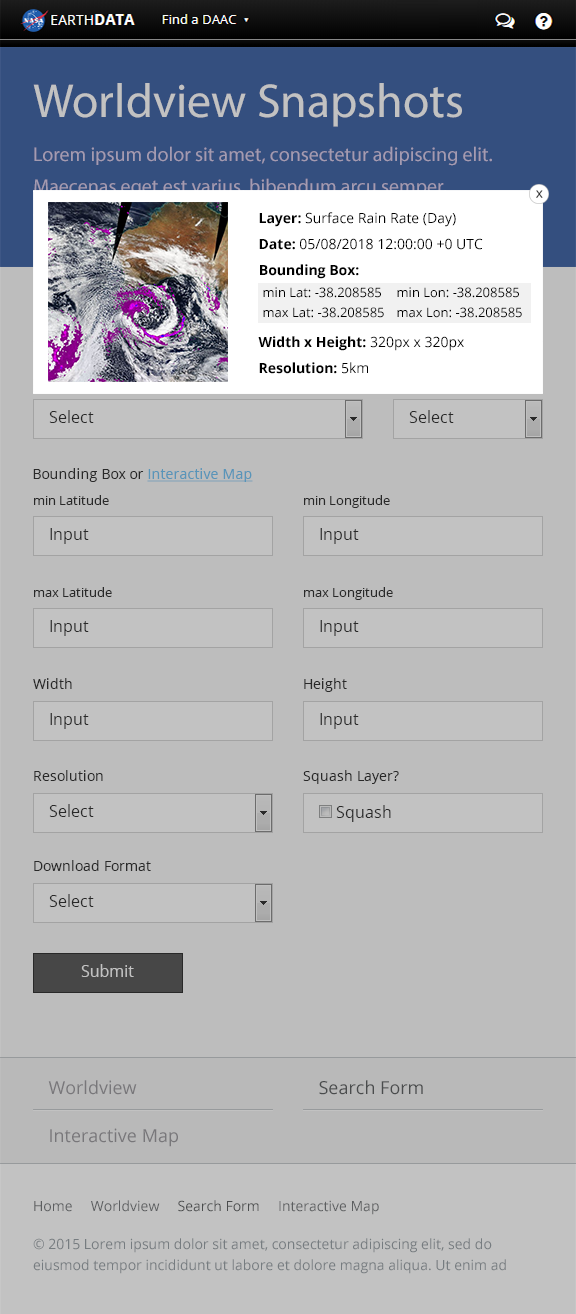 NASA EARTHDATA Find a DAAC
?
Worldview Snapshots
Lorem ipsum dolor sit amet, consectetur adipiscing elit.
Maecenas eget est varius, bibendum arcu semper
x
Layer: Surface Rain Rate (Day)
Date: 05/08/2018 12:00:00 +0 UTC
Bounding Box:
min Lat: -38.208585 min Lon: -38.208585
max Lat: -38.208585 max Lon: -38.208585
Width x Height: 320px x 320px
Resolution: 5km
Select Select
Bounding Box or Interactive Map
min Latitude min Longitude
Input Input
max Latitude max Longitude
Input Input
Width Height
Input Input
Resolution Squash Layer?
Select Squash
Download Format
Select
Submit
Worldview Search Form
Interactive Map
Home Worldview Search Form Interactive Map
© 2015 Lorem ipsum dolor sit amet, consectetur adipiscing elit, sed do
eiusmod tempor incididunt ut labore et dolore magna aliqua. Ut enim ad